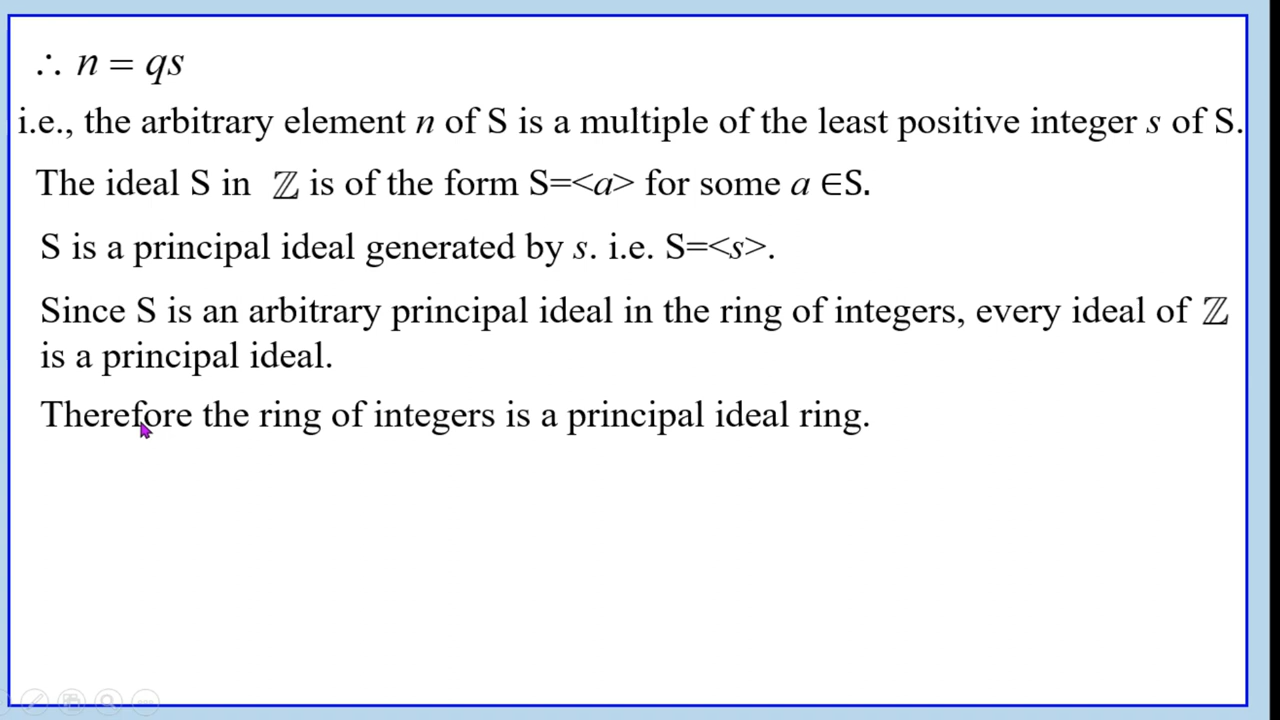 ∴ n = qs
i.e., the arbitrary element n of S is a multiple of the least positive integer s of S.
The ideal S in ℤ is of the form S=<a> for some a ∈S.
S is a principal ideal generated by s. i.e. S=<s>.
Since S is an arbitrary principal ideal in the ring of integers, every ideal of ℤ
is a principal ideal.
Therefore the ring of integers is a principal ideal ring.